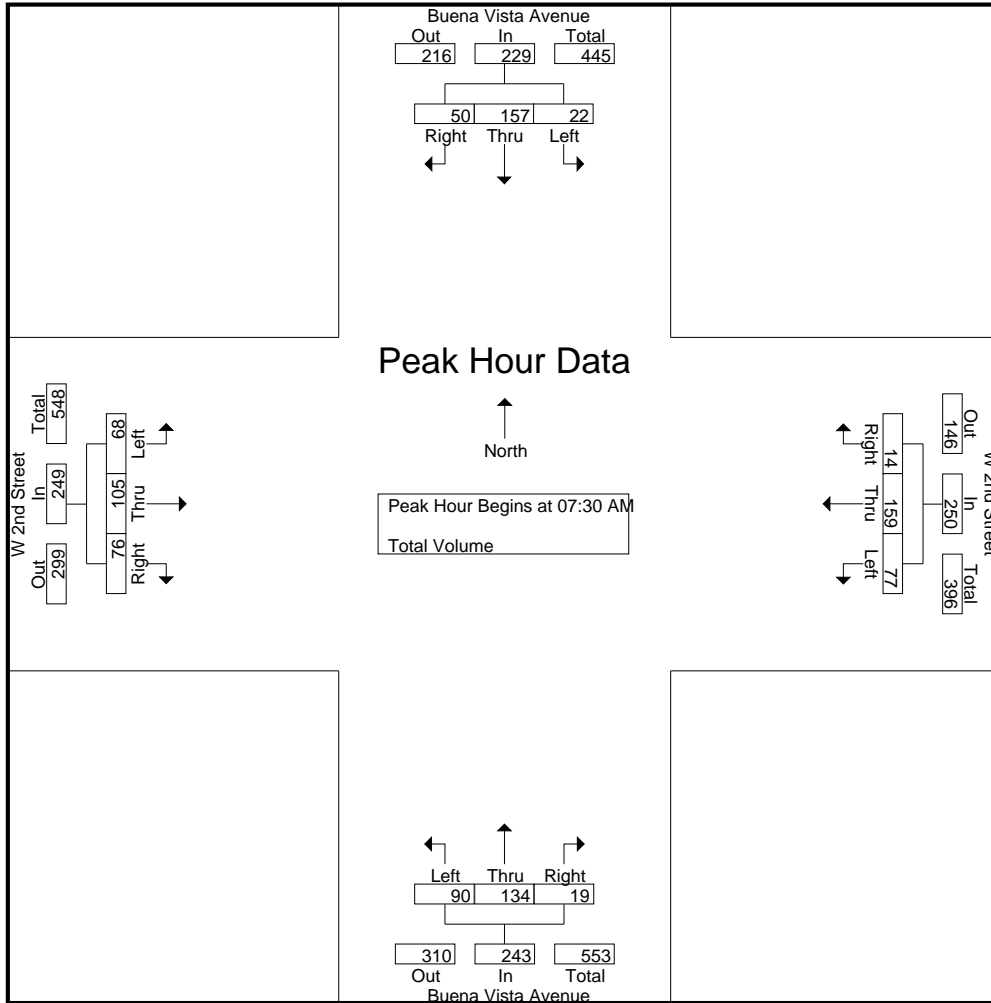 Buena Vista Avenue
Out In Total
216 229 445
50 157 22
Right Thru Left
Peak Hour Data
North
Peak Hour Begins at 07:30 AM
Total Volume
W 2nd Street
Total In Out
548 249 299
68 105 76
Left Thru Right
W 2nd Street
Out In Total
146 250 396
14 159 77
Right Thru Left
Left Thru Right
90 134 19
310 243 553
Out In Total
Buena Vista Avenue